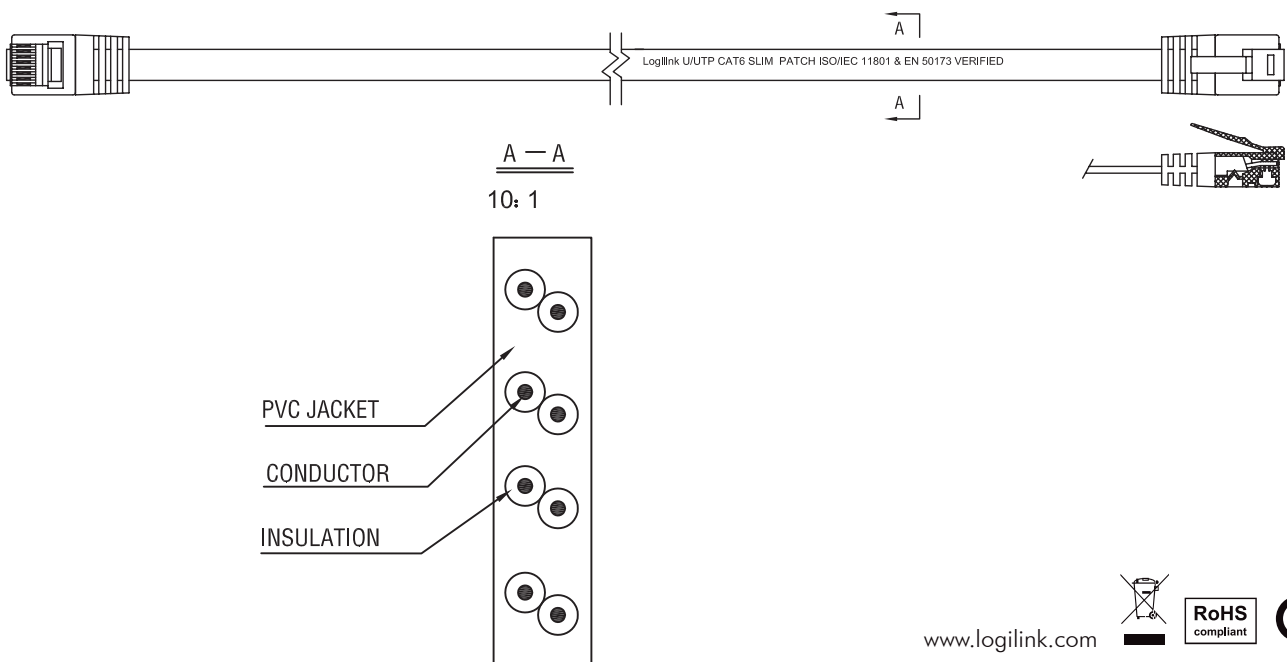 A
Logilink U/UTP CAT6 SLIM PATCH ISO/IEC 11801 & EN 50173 VERIFIED
A
A — A
10: 1
PVC JACKET
CONDUCTOR
INSULATION
www.logilink.com
RoHS
compliant